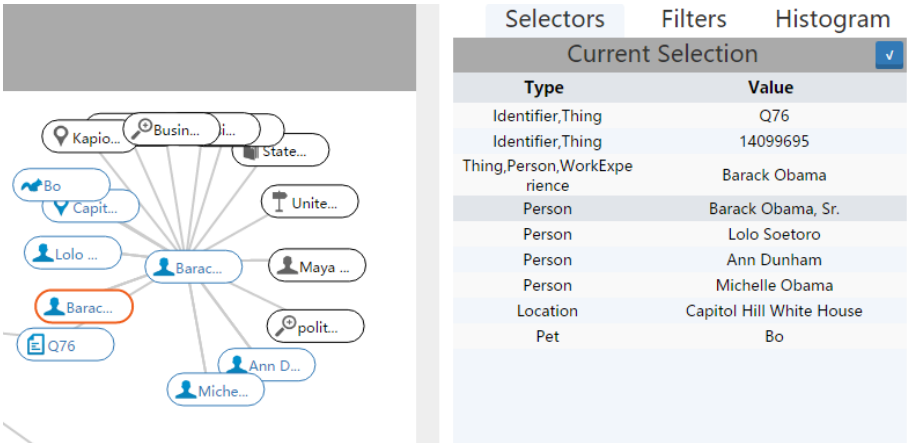 Selectors Filters Histogram
Current Selection
Type Value
Identifier,Thing Q76
Identifier,Thing 14099695
Thing,Person,WorkExpe
rience Barack Obama
Person Barack Obama, Sr.
Person Lolo Soetoro
Person Ann Dunham
Person Michelle Obama
Location Capitol Hill White House
Pet Bo
Kapio...
Busin...
i...
State...
Bo
Capit...
Unite...
Lolo ...
Barac...
Maya ...
Barac...
polit...
Q76
Ann D...
Miche...